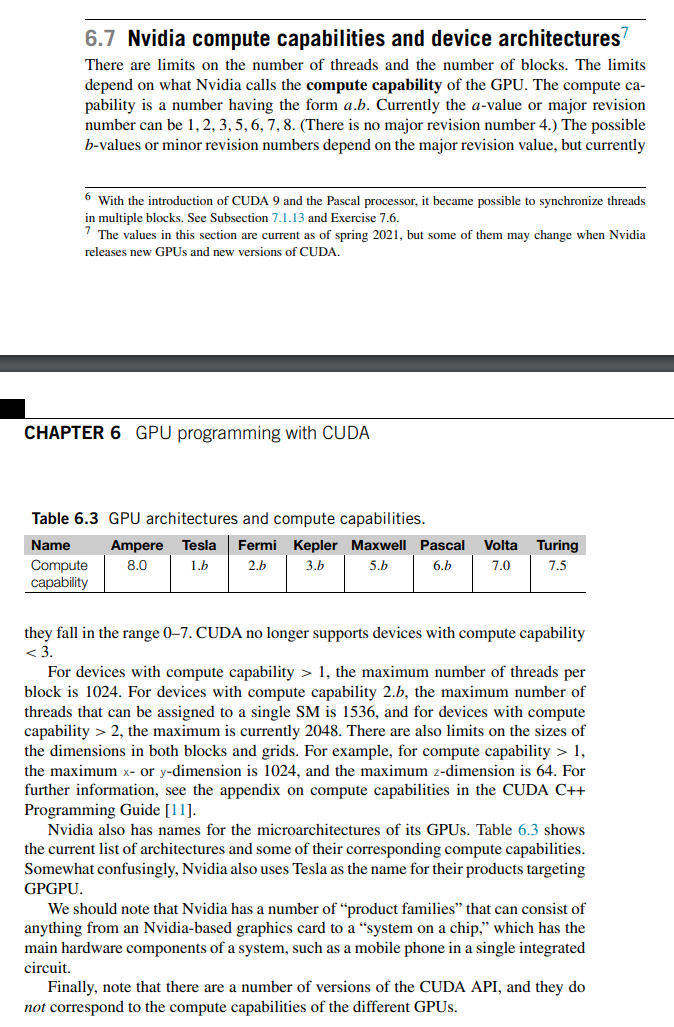 6.7 Nvidia compute capabilities and device architectures7
There are limits on the number of threads and the number of blocks. The limits
depend on what Nvidia calls the compute capability of the GPU. The compute ca-
pability is a number having the form a.b. Currently the a-value or major revision
number can be 1, 2, 3, 5, 6, 7, 8. (There is no major revision number 4.) The possible
b-values or minor revision numbers depend on the major revision value, but currently
6 With the introduction of CUDA 9 and the Pascal processor, it became possible to synchronize threads
in multiple blocks. See Subsection 7.1.13 and Exercise 7.6.
7 The values in this section are current as of spring 2021, but some of them may change when Nvidia
releases new GPUs and new versions of CUDA.
CHAPTER 6 GPU programming with CUDA
Table 6.3 GPU architectures and compute capabilities.
Name Ampere Tesla Fermi Kepler Maxwell Pascal Volta Turing
Compute 8.0 1.b 2.b 3.b 5.b 6.b 7.0 7.5
capability
they fall in the range 0–7. CUDA no longer supports devices with compute capability
< 3.
For devices with compute capability > 1, the maximum number of threads per
block is 1024. For devices with compute capability 2.b, the maximum number of
threads that can be assigned to a single SM is 1536, and for devices with compute
capability > 2, the maximum is currently 2048. There are also limits on the sizes of
the dimensions in both blocks and grids. For example, for compute capability > 1,
the maximum x- or y-dimension is 1024, and the maximum z-dimension is 64. For
further information, see the appendix on compute capabilities in the CUDA C++
Programming Guide [11].
Nvidia also has names for the microarchitectures of its GPUs. Table 6.3 shows
the current list of architectures and some of their corresponding compute capabilities.
Somewhat confusingly, Nvidia also uses Tesla as the name for their products targeting
GPGPU.
We should note that Nvidia has a number of “product families” that can consist of
anything from an Nvidia-based graphics card to a “system on a chip,” which has the
main hardware components of a system, such as a mobile phone in a single integrated
circuit.
Finally, note that there are a number of versions of the CUDA API, and they do
not correspond to the compute capabilities of the different GPUs.